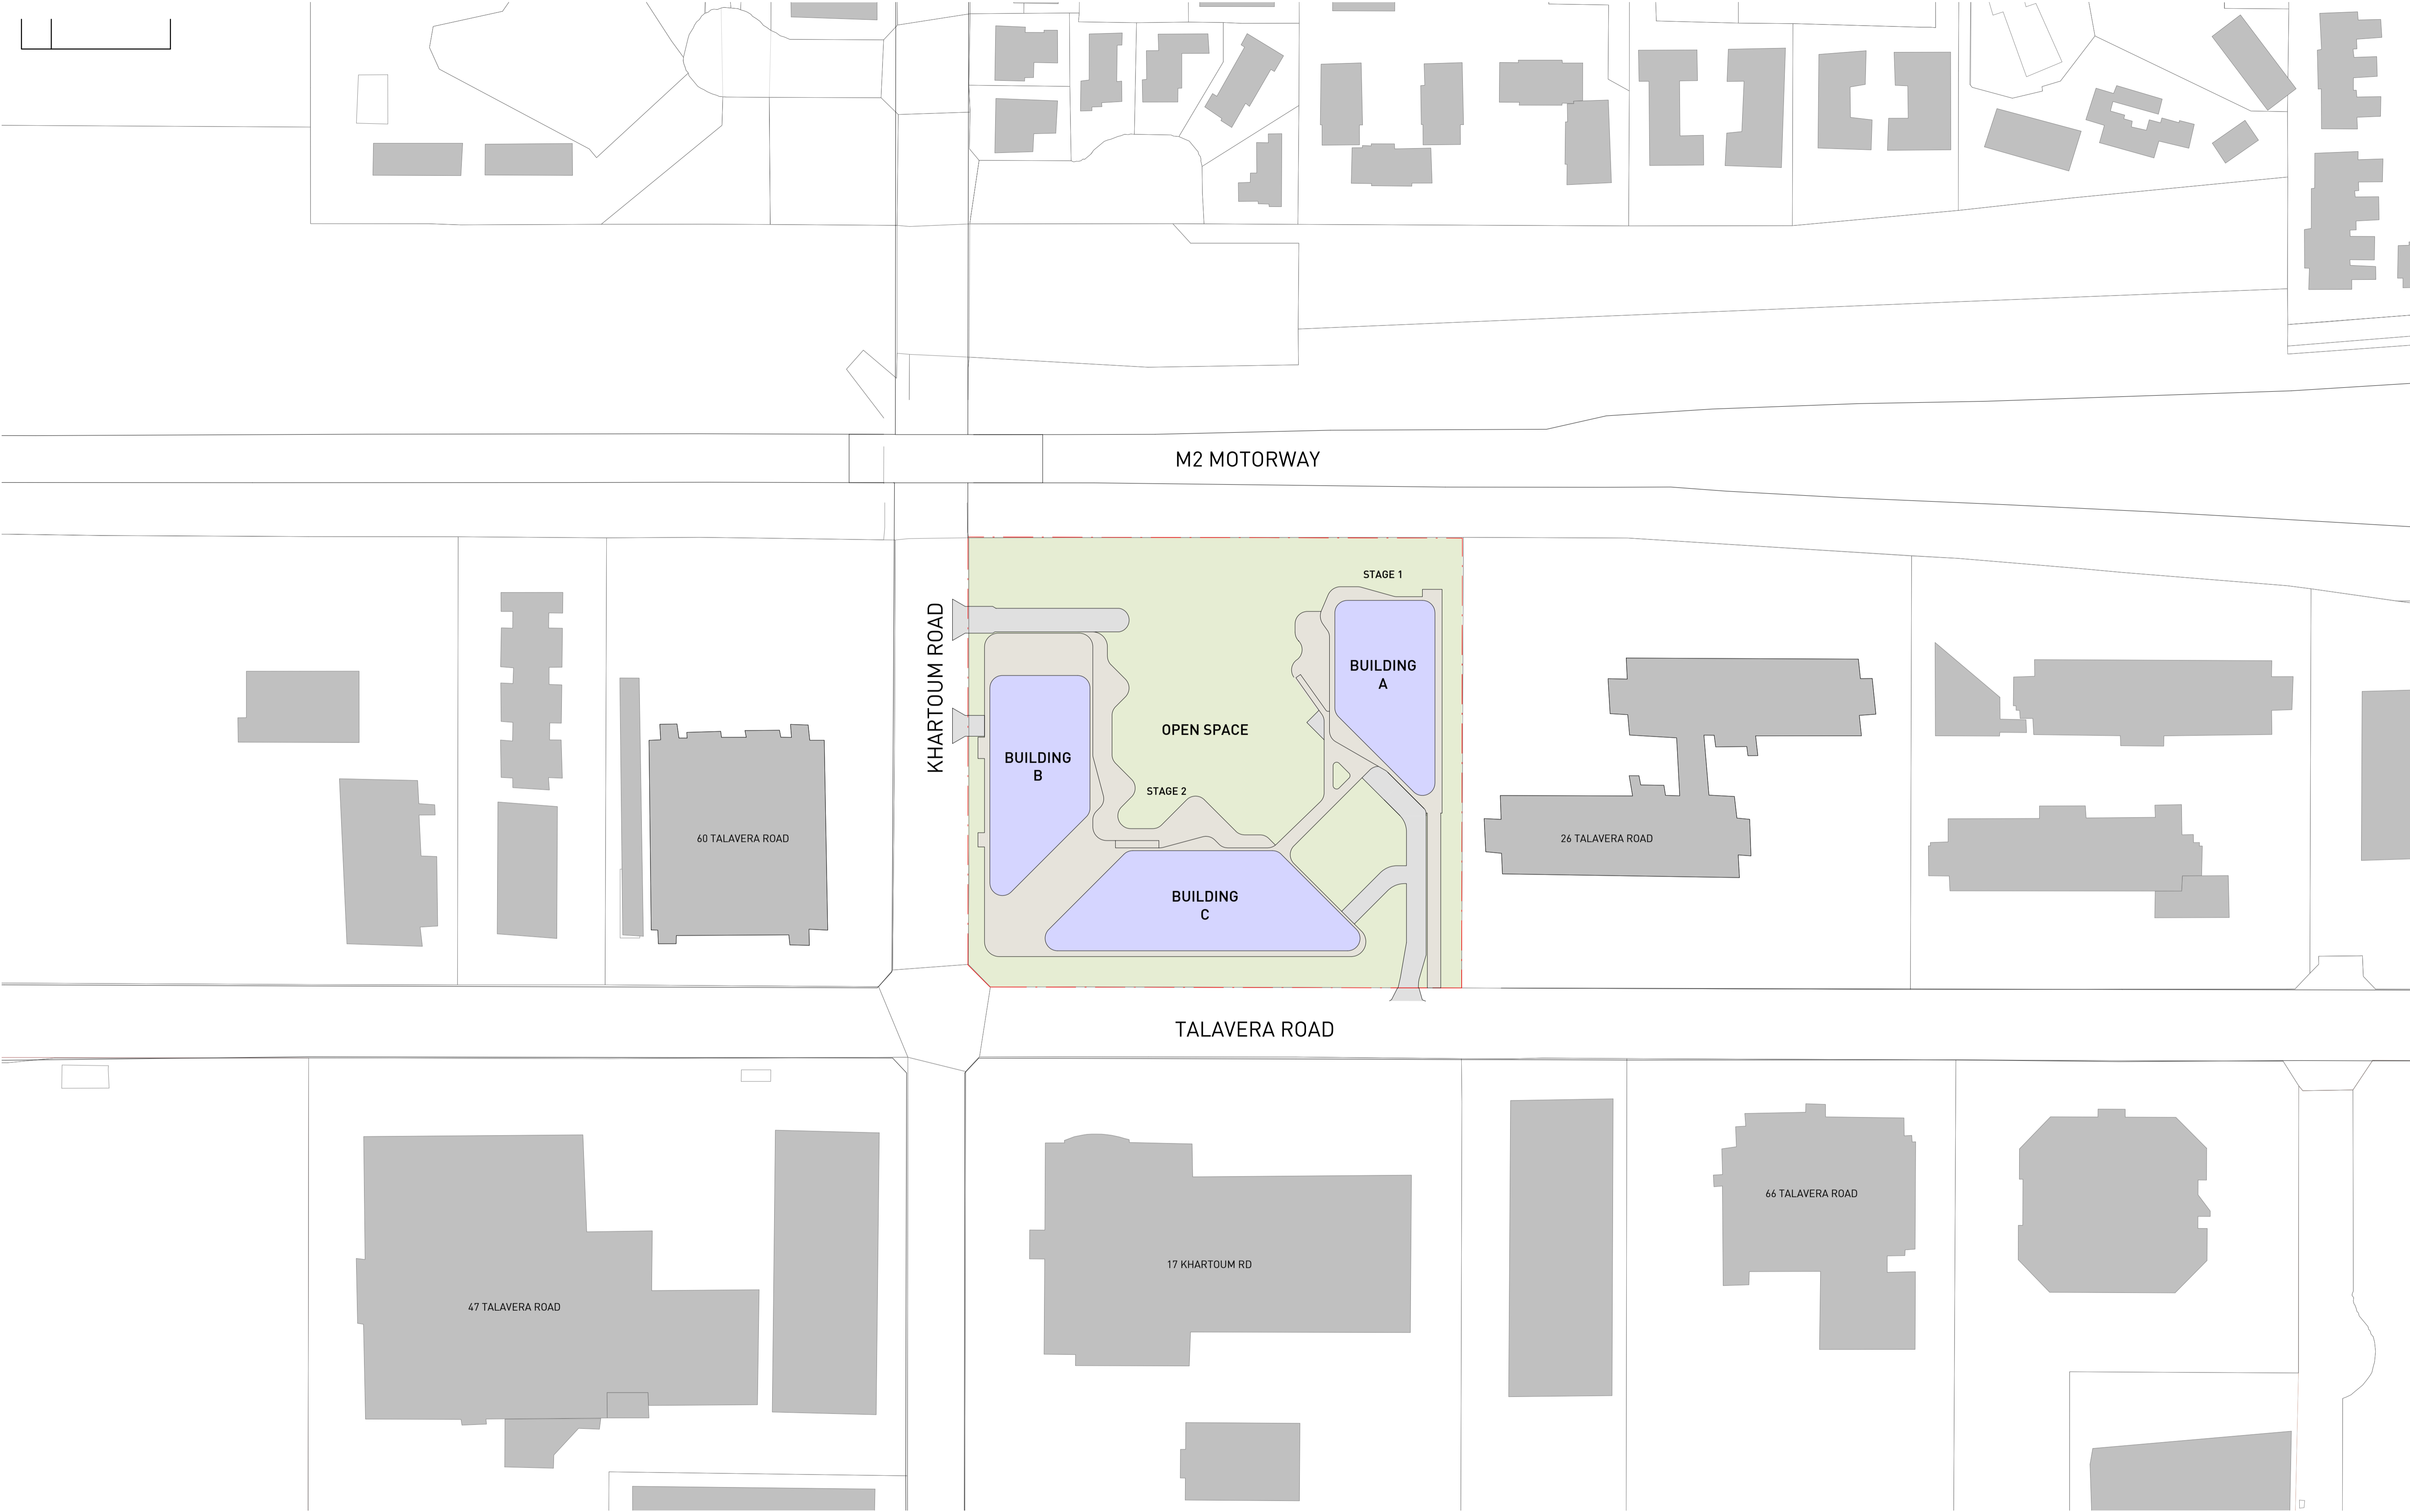 M2 MOTORWAY
STAGE 1
KHARTOUM ROAD
BUILDING
A
OPEN SPACE
BUILDING
B
STAGE 2
60 TALAVERA ROAD
26 TALAVERA ROAD
BUILDING
C
TALAVERA ROAD
66 TALAVERA ROAD
17 KHARTOUM RD
47 TALAVERA ROAD